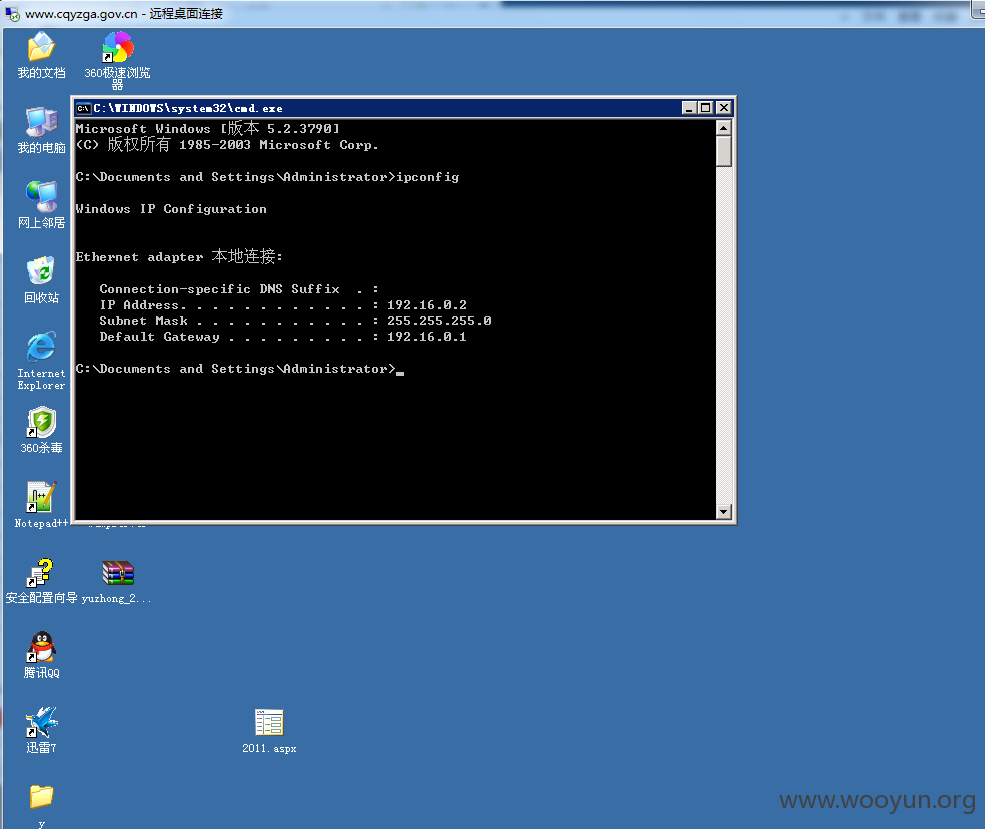 www.cqyzga.gov.cn - 远程桌面连接
我的文档
360极速浏览
器
我的电脑
网上邻居
回收站
Internet
Explorer
360杀毒
Notepad++
安全配置向导
yuzhong_2...
腾讯QQ
迅雷7
2011.aspx
y
C:\WINDOWS\system32\cmd.exe
Microsoft Windows [版本 5.2.3790]
(C) 版权所有 1985-2003 Microsoft Corp.
C:\Documents and Settings\Administrator>ipconfig
Windows IP Configuration
Ethernet adapter 本地连接:
Connection-specific DNS Suffix  . :
IP Address. . . . . . . . . . . . : 192.16.0.2
Subnet Mask . . . . . . . . . . . : 255.255.255.0
Default Gateway . . . . . . . . . : 192.16.0.1
C:\Documents and Settings\Administrator>_
www.wooyun.org